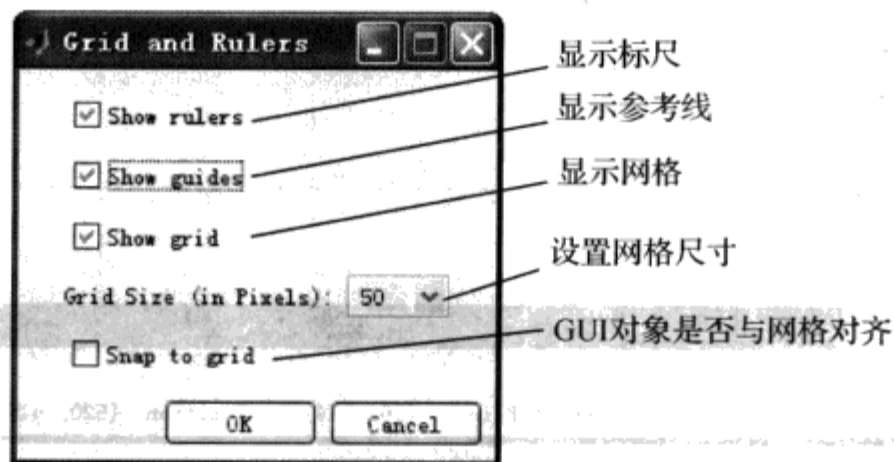 Grid and Rulers
Show rulers
显示标尺
Show guides
显示参考线
Show grid
显示网格
Grid Size (in Pixels): 50
设置网格尺寸
Snap to grid
GUI对象是否与网格对齐
OK
Cancel